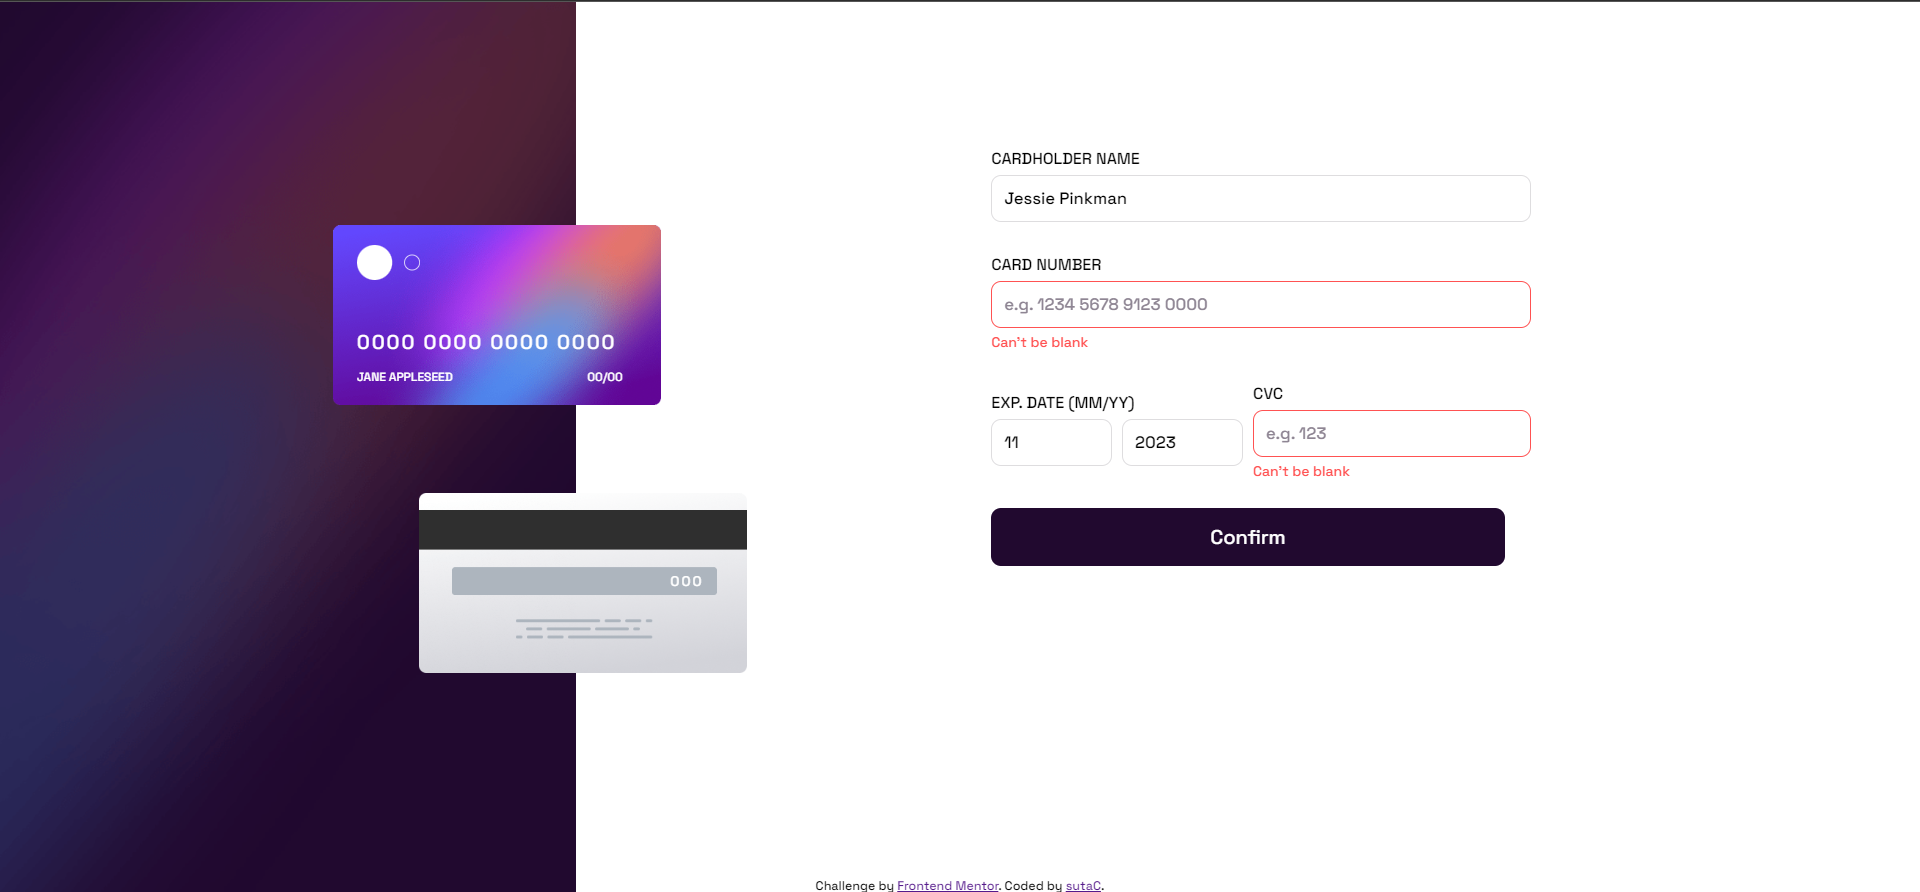 CARDHOLDER NAME
Jessie Pinkman
CARD NUMBER
e.g. 1234 5678 9123 0000
Can't be blank
0000 0000 0000 0000
JANE APPLESEED 00/00
EXP. DATE (MM/YY) CVC
11 2023 e.g. 123
Can't be blank
Confirm
000
Challenge by Frontend Mentor. Coded by sutaC.